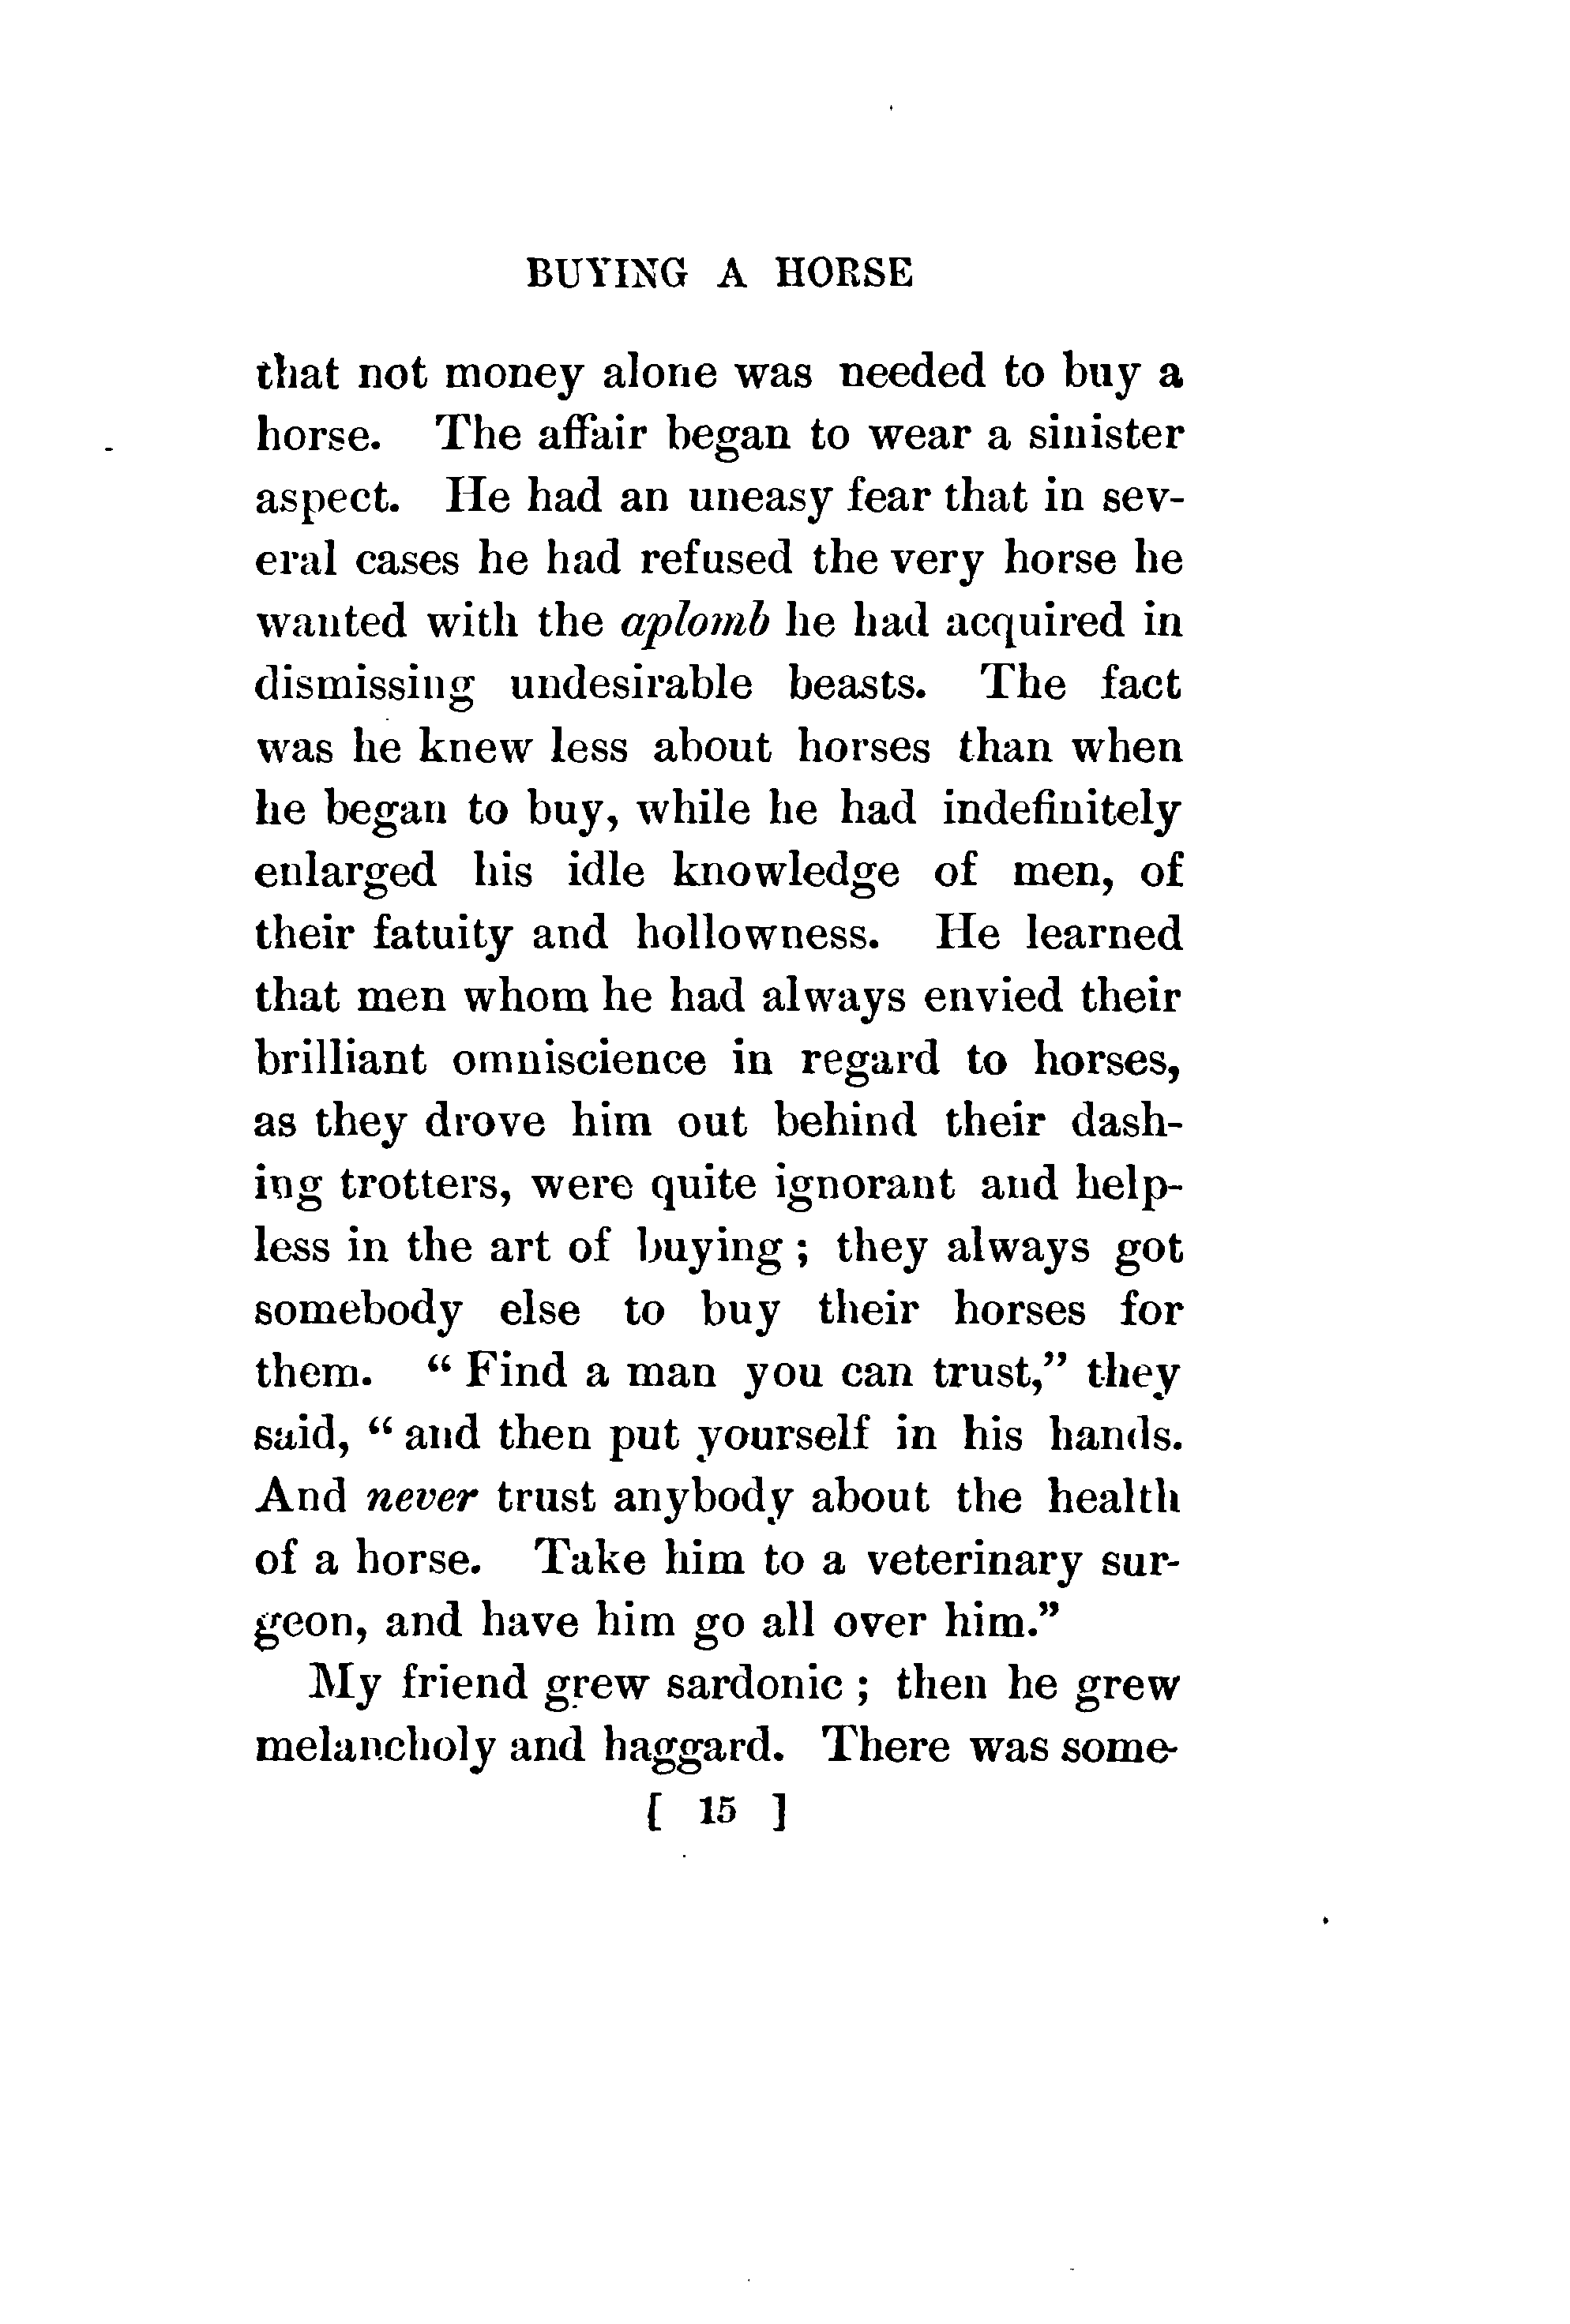 BUYING A HORSE
that not money alone was needed to buy a
horse. The affair began to wear a sinister
aspect. He had an uneasy fear that in sev-
eral cases he had refused the very horse he
wanted with the aplomb he had acquired in
dismissing undesirable beasts. The fact
was he knew less about horses than when
he began to buy, while he had indefinitely
enlarged his idle knowledge of men, of
their fatuity and hollowness. He learned
that men whom he had always envied their
brilliant omniscience in regard to horses,
as they drove him out behind their dash-
ing trotters, were quite ignorant and help-
less in the art of buying ; they always got
somebody else to buy their horses for
them. “ Find a man you can trust,” they
said, “ and then put yourself in his hands.
And never trust anybody about the health
of a horse. Take him to a veterinary sur-
geon, and have him go all over him.”
My friend grew sardonic ; then he grew
melancholy and haggard. There was some-
[ 15 ]